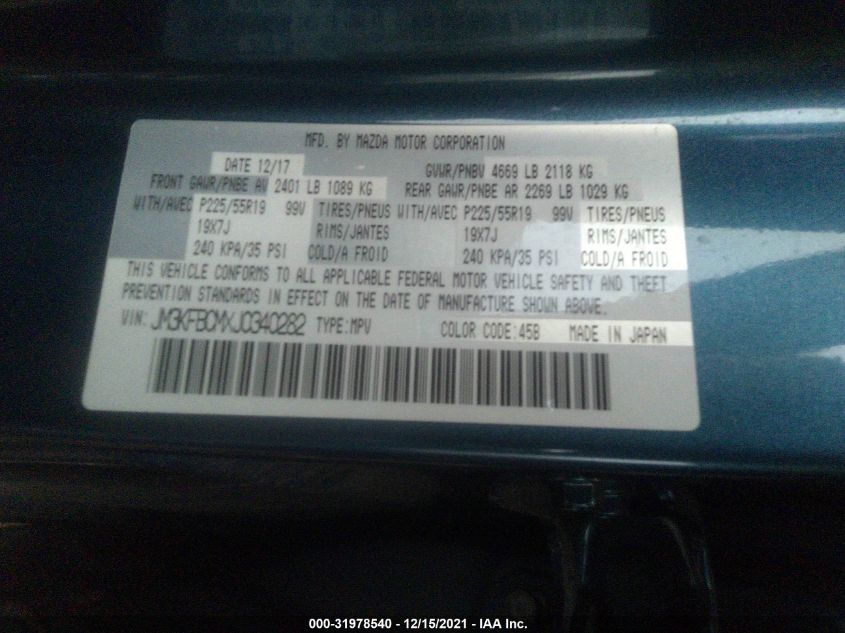 MFD. BY MAZDA MOTOR CORPORATION
DATE 12/17 GVWR/PNBV 4669 LB 2118 KG
FRONT GAWR/PNBE AV 2401 LB 1089 KG REAR GAWR/PNBE AR 2269 LB 1029 KG
WITH/AVEC P225/55R19 99V TIRES/PNEUS WITH/AVEC P225/55R19 99V TIRES/PNEUS
19X7J RIMS/JANTES 19X7J RIMS/JANTES
240 KPA/35 PSI COLD/A FROID 240 KPA/35 PSI COLD/A FROID
THIS VEHICLE CONFORMS TO ALL APPLICABLE FEDERAL MOTOR VEHICLE SAFETY AND THEFT
PREVENTION STANDARDS IN EFFECT ON THE DATE OF MANUFACTURE SHOWN ABOVE.
VIN: JM3KFBCMXJ0340282 TYPE:MPV COLOR CODE:45B MADE IN JAPAN
000-31978540 - 12/15/2021 - IAA Inc.